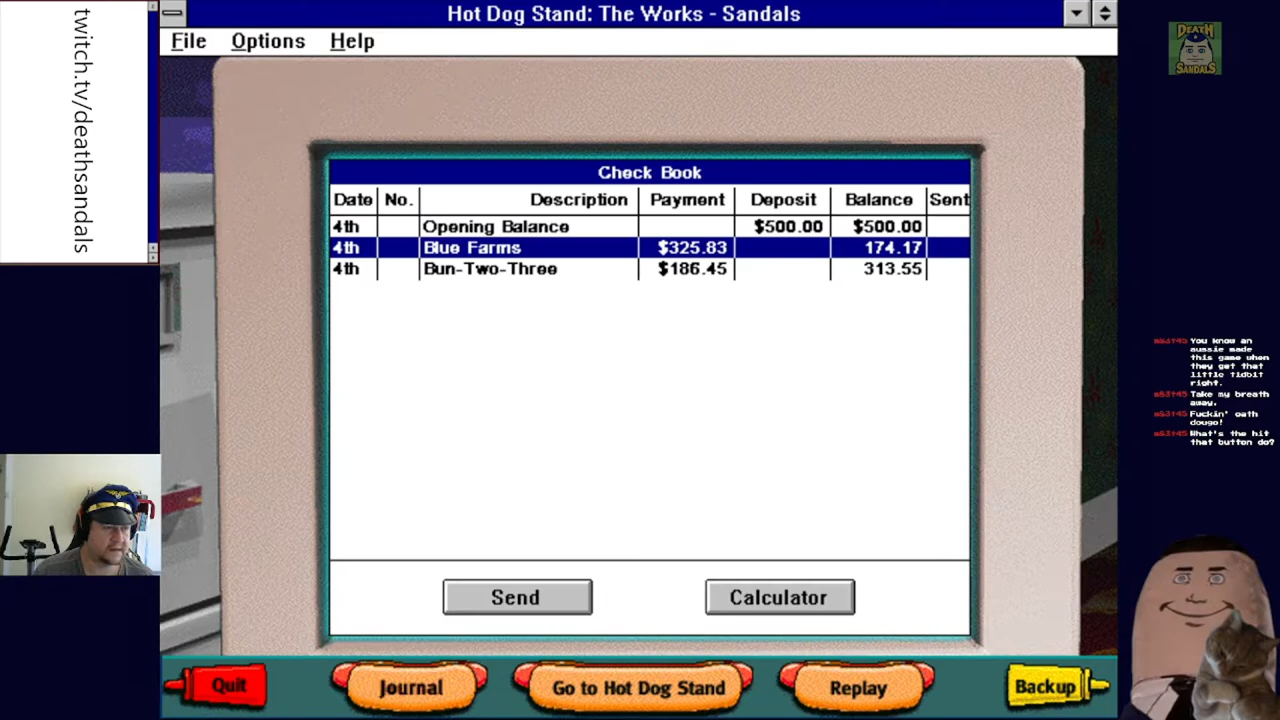 twitch.tv/deathsandals
Hot Dog Stand: The Works - Sandals
File Options Help
DEATH
SANDALS
Check Book
Date No. Description Payment Deposit Balance Sent
4th Opening Balance $500.00 $500.00
4th Blue Farms $325.83 174.17
4th Bun-Two-Three $186.45 313.55
Send Calculator
Quit Journal Go to Hot Dog Stand Replay Backup
m53t45 You know an
aussie made
this game when
they get that
little tidbit
right.
m53t45 Take my breath
away.
m53t45 Fuckin' oath
dougo!
m53t45 What's the hit
that button do?